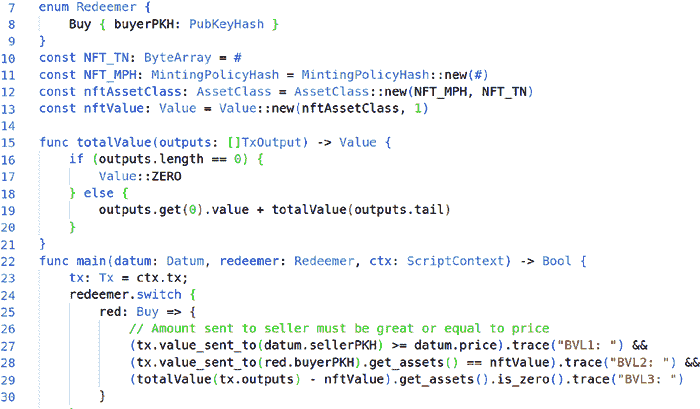 7 enum Redeemer {
8     Buy { buyerPKH: PubKeyHash }
9 }
10 const NFT_TN: ByteArray = #
11 const NFT_MPH: MintingPolicyHash = MintingPolicyHash::new(#)
12 const nftAssetClass: AssetClass = AssetClass::new(NFT_MPH, NFT_TN)
13 const nftValue: Value = Value::new(nftAssetClass, 1)
14
15 func totalValue(outputs: []TxOutput) -> Value {
16     if (outputs.length == 0) {
17         Value::ZERO
18     } else {
19         outputs.get(0).value + totalValue(outputs.tail)
20     }
21 }
22 func main(datum: Datum, redeemer: Redeemer, ctx: ScriptContext) -> Bool {
23     tx: Tx = ctx.tx;
24     redeemer.switch {
25         red: Buy => {
26             // Amount sent to seller must be great or equal to price
27             (tx.value_sent_to(datum.sellerPKH) >= datum.price).trace("BVL1: ") &&
28             (tx.value_sent_to(red.buyerPKH).get_assets() == nftValue).trace("BVL2: ") &&
29             (totalValue(tx.outputs) - nftValue).get_assets().is_zero().trace("BVL3: ")
30         }